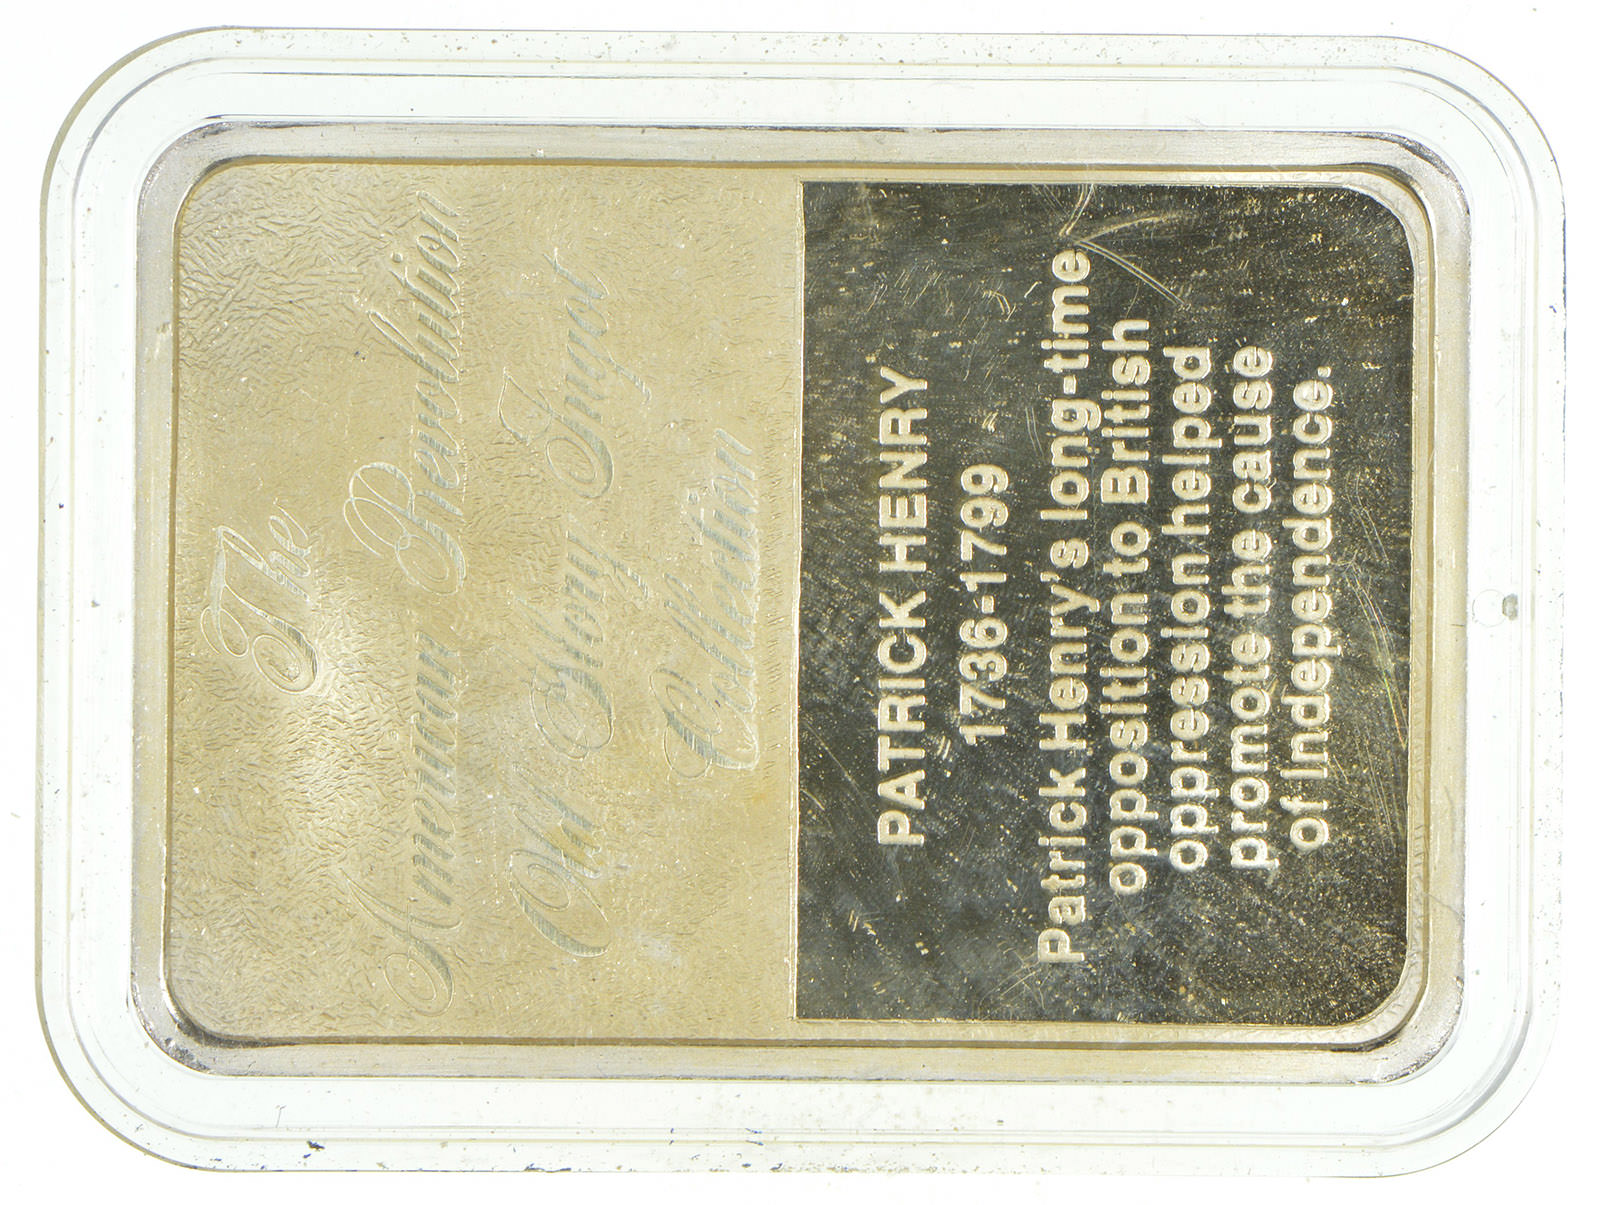 The
American Revolution
Old Story Ingot
Collection
PATRICK HENRY
1736-1799
Patrick Henry's long-time
opposition to British
oppression helped
promote the cause
of independence.